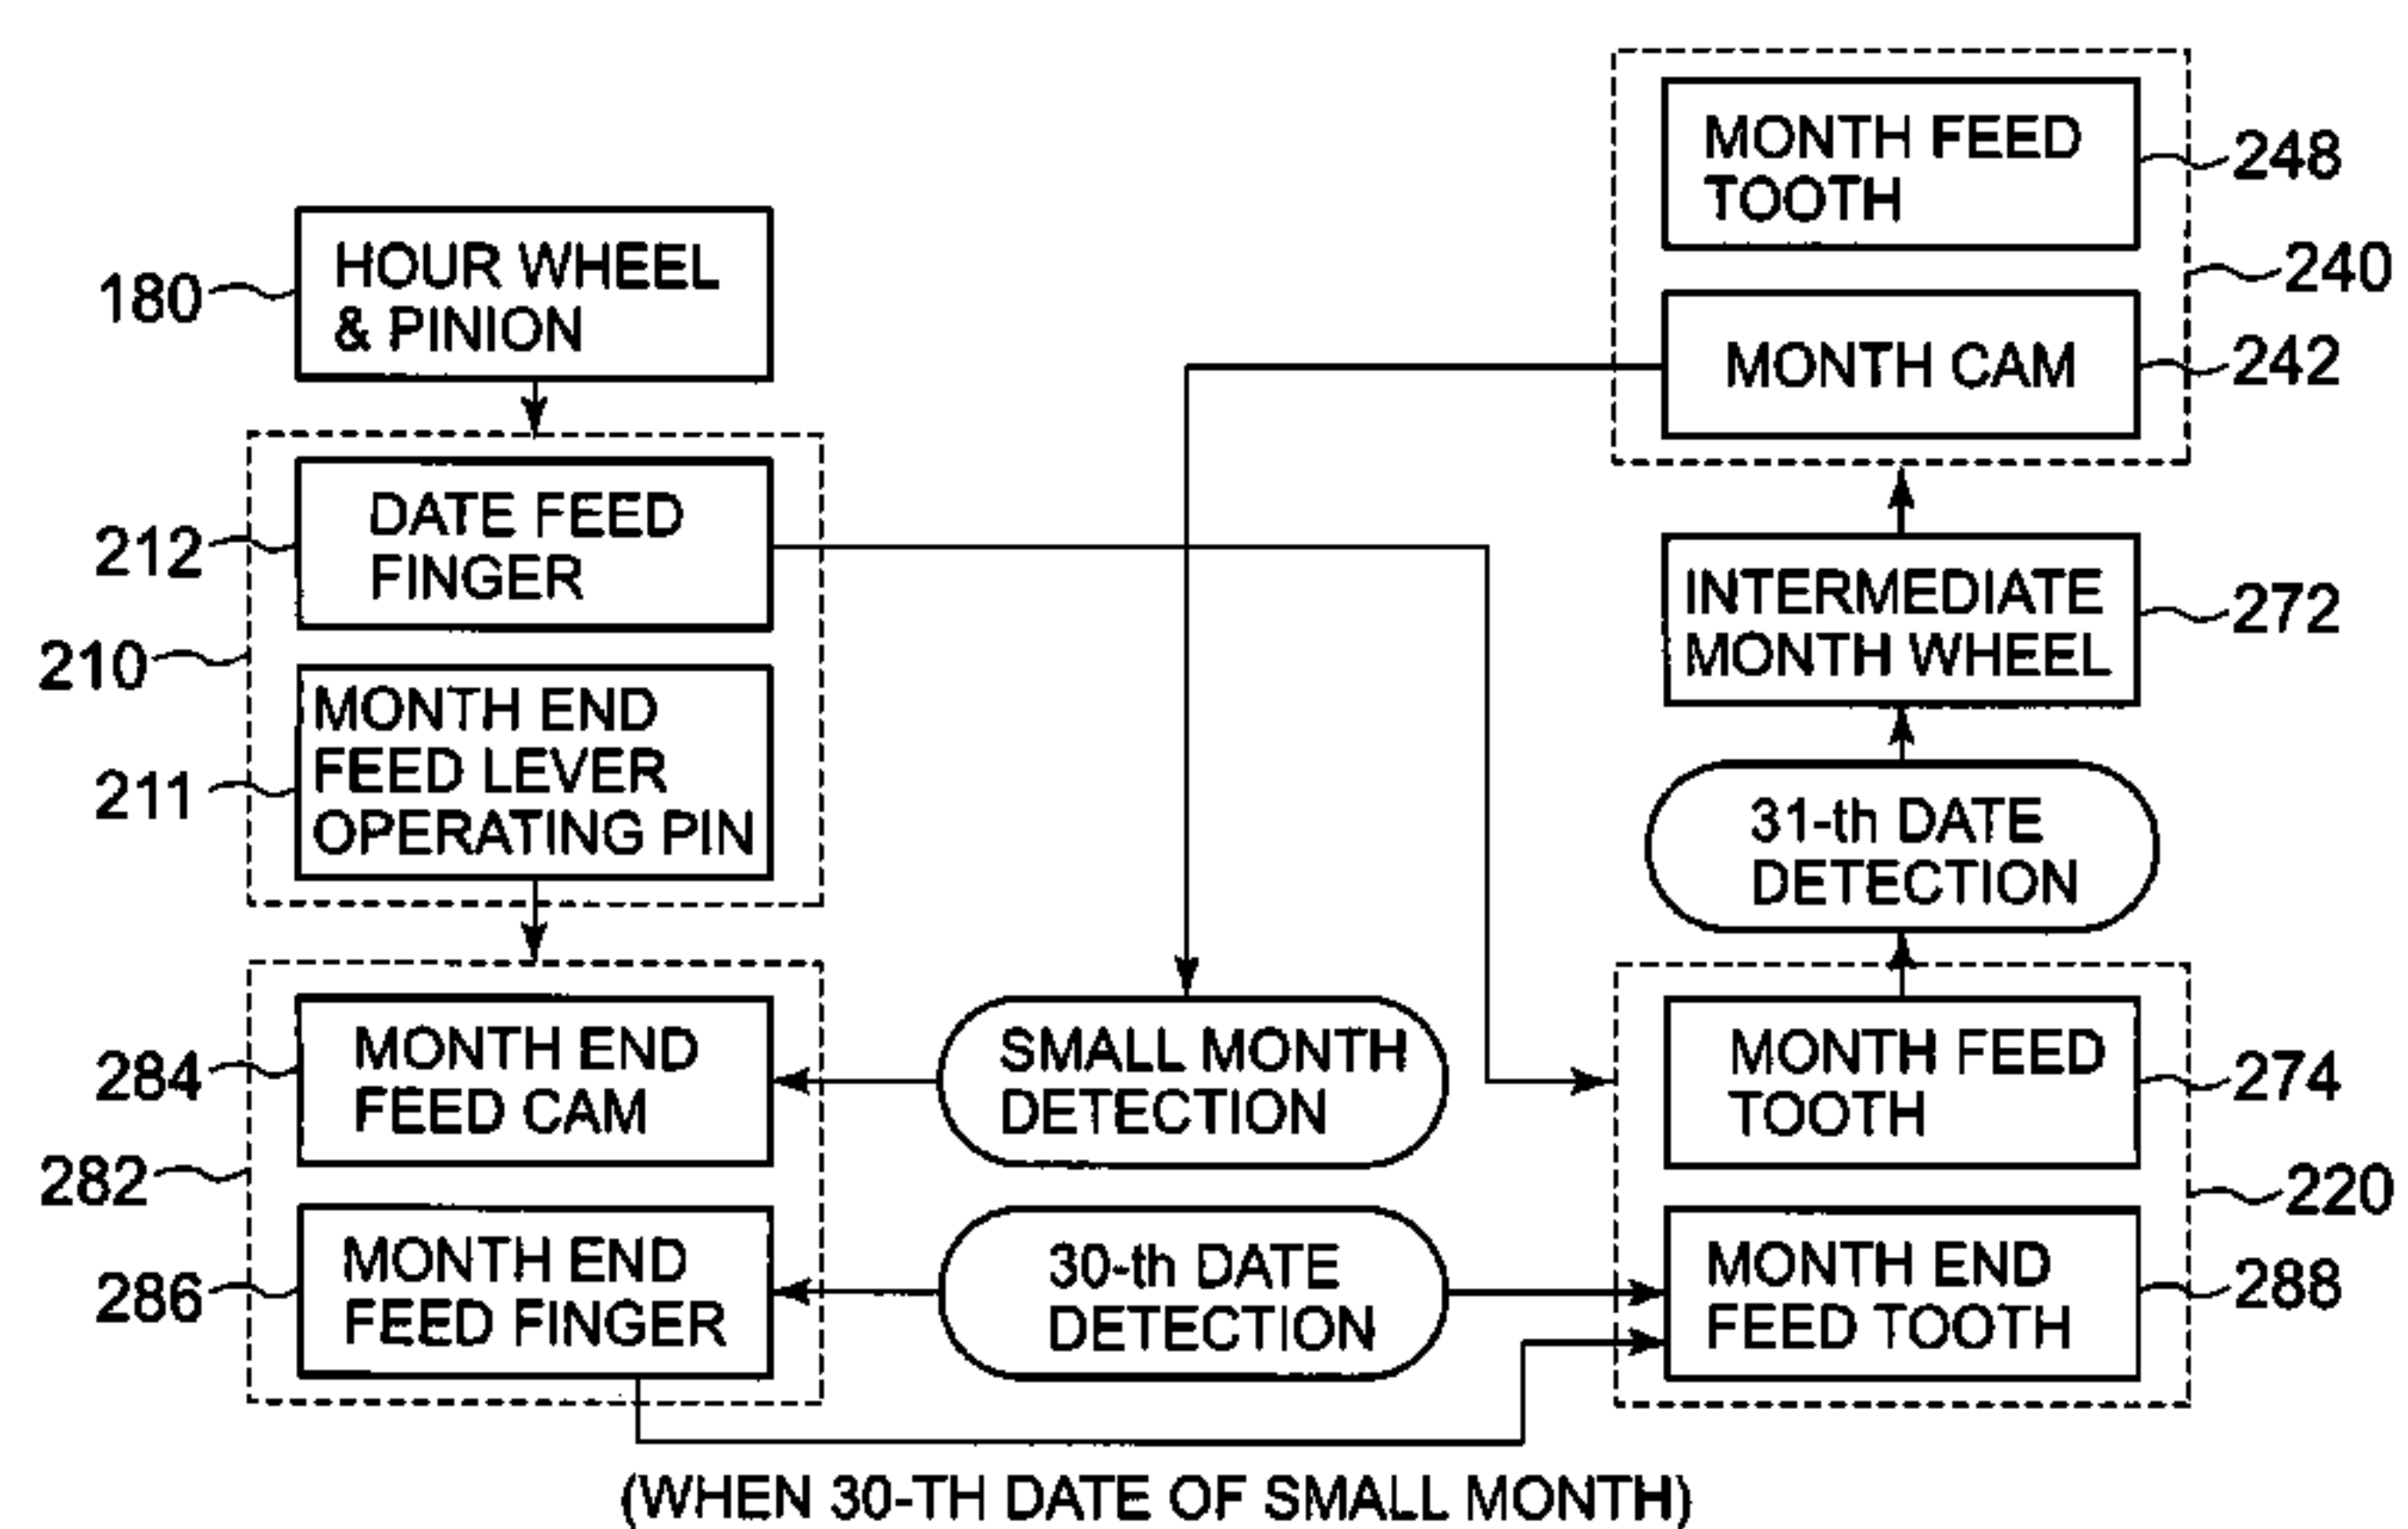 180
HOUR WHEEL
& PINION
212
DATE FEED
FINGER
210
211
MONTH END
FEED LEVER
OPERATING PIN
284
MONTH END
FEED CAM
282
286
MONTH END
FEED FINGER
SMALL MONTH
DETECTION
30-th DATE
DETECTION
MONTH FEED
TOOTH
248
240
MONTH CAM
242
INTERMEDIATE
MONTH WHEEL
272
31-th DATE
DETECTION
MONTH FEED
TOOTH
274
220
MONTH END
FEED TOOTH
288
(WHEN 30-TH DATE OF SMALL MONTH)